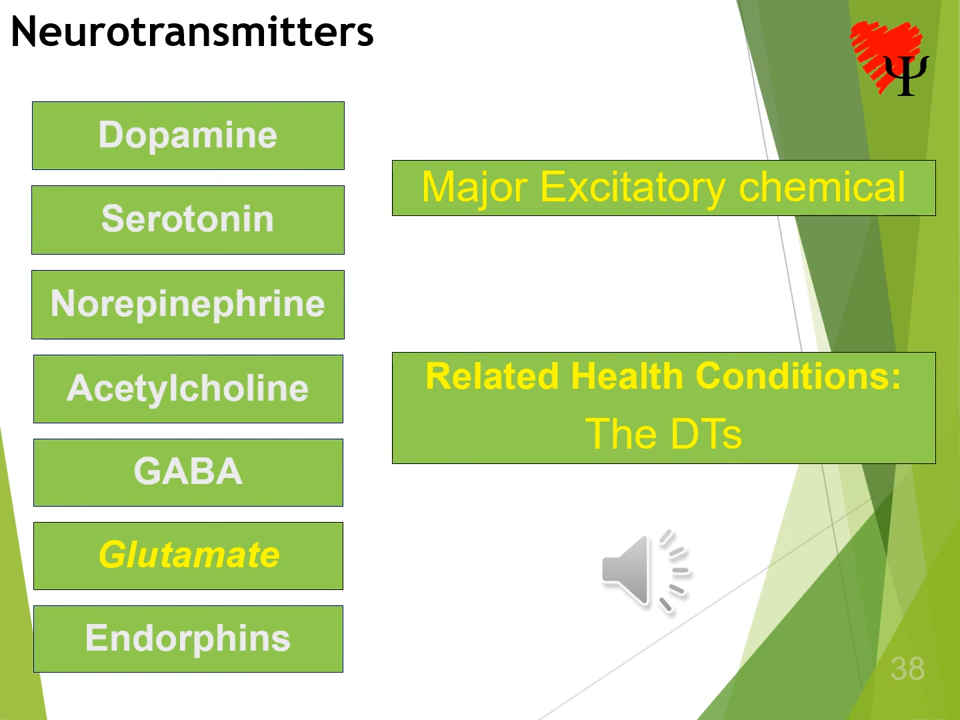 Neurotransmitters
Ψ
Dopamine
Serotonin
Norepinephrine
Acetylcholine
GABA
Glutamate
Endorphins
Major Excitatory chemical
Related Health Conditions:
The DTs
38